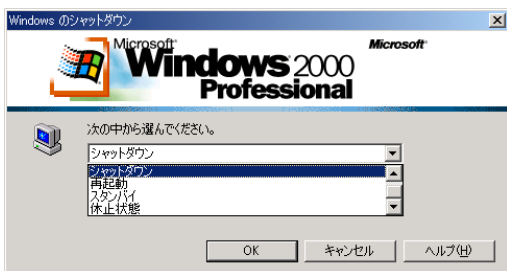 Windows のシャットダウン
Microsoft
Microsoft
Windows 2000
Professional
次の中から選んでください。
シャットダウン
シャットダウン
再起動
スタンバイ
休止状態
OK キャンセル ヘルプ(H)